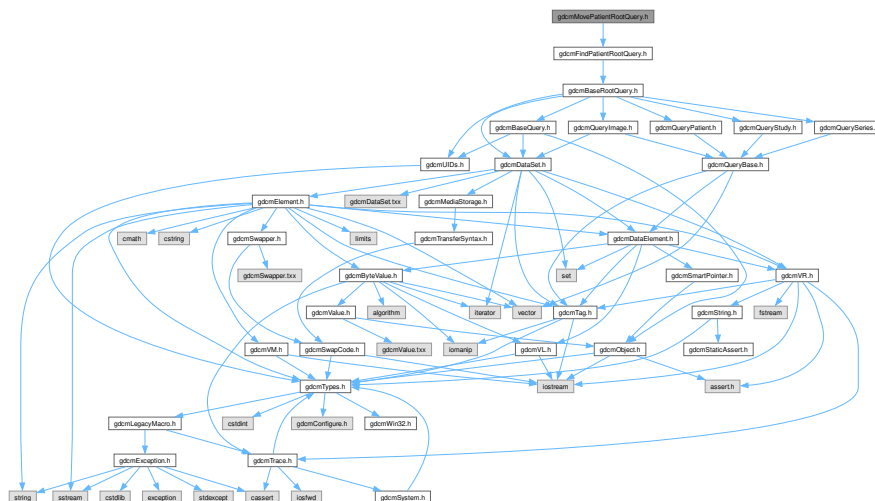 gdcmMovePatientRootQuery.h
gdcmFindPatientRootQuery.h
gdcmBaseRootQuery.h
gdcmBaseQuery.h
gdcmQueryImage.h
gdcmQueryPatient.h
gdcmQueryStudy.h
gdcmQuerySeries.h
gdcmUIDs.h
gdcmDataSet.h
gdcmQueryBase.h
gdcmElement.h
gdcmDataSet.txx
gdcmMediaStorage.h
cmath
cstring
gdcmSwapper.h
limits
gdcmTransferSyntax.h
gdcmDataElement.h
gdcmSwapper.txx
gdcmByteValue.h
set
gdcmSmartPointer.h
gdcmVR.h
gdcmValue.h
algorithm
iterator
vector
gdcmTag.h
gdcmString.h
fstream
gdcmVM.h
gdcmSwapCode.h
gdcmValue.txx
iomanip
gdcmVL.h
gdcmObject.h
gdcmStaticAssert.h
gdcmTypes.h
iostream
assert.h
gdcmLegacyMacro.h
cstdint
gdcmConfigure.h
gdcmWin32.h
gdcmException.h
gdcmTrace.h
string
sstream
cstdlib
exception
stdexcept
cassert
iosfwd
gdcmSystem.h